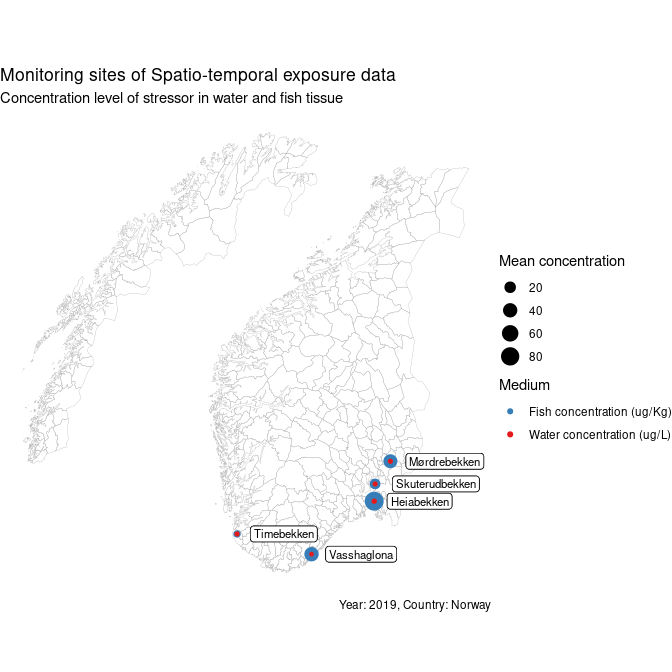 Monitoring sites of Spatio-temporal exposure data
Concentration level of stressor in water and fish tissue
Mean concentration
20
40
60
80
Medium
Fish concentration (ug/Kg)
Water concentration (ug/L)
Mørdrebekken
Skuterudbekken
Heiabekken
Timebekken
Vasshaglona
Year: 2019, Country: Norway